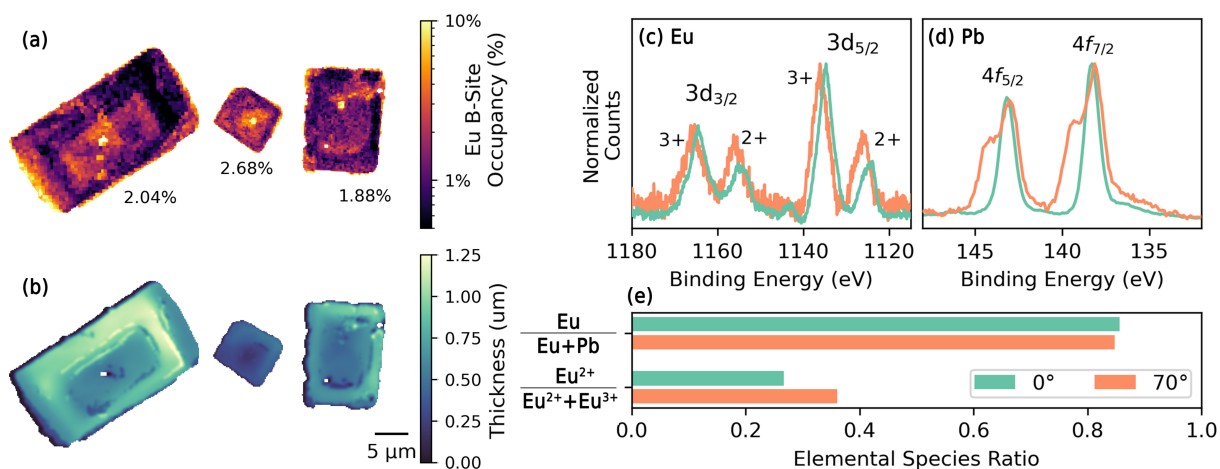 (a)
2.04%
2.68%
1.88%
10%
1%
Eu B-Site
Occupancy (%)
(b)
5 μm
1.25
1.00
0.75
0.50
0.25
0.00
Thickness (um)
(c) Eu
3d3/2
3d5/2
3+
2+
3+
2+
Normalized
Counts
1180 1160 1140 1120
Binding Energy (eV)
(d) Pb
4f5/2
4f7/2
145 140 135
Binding Energy (eV)
(e)
Eu
Eu+Pb
Eu2+
Eu2++Eu3+
0° 70°
0.0 0.2 0.4 0.6 0.8 1.0
Elemental Species Ratio